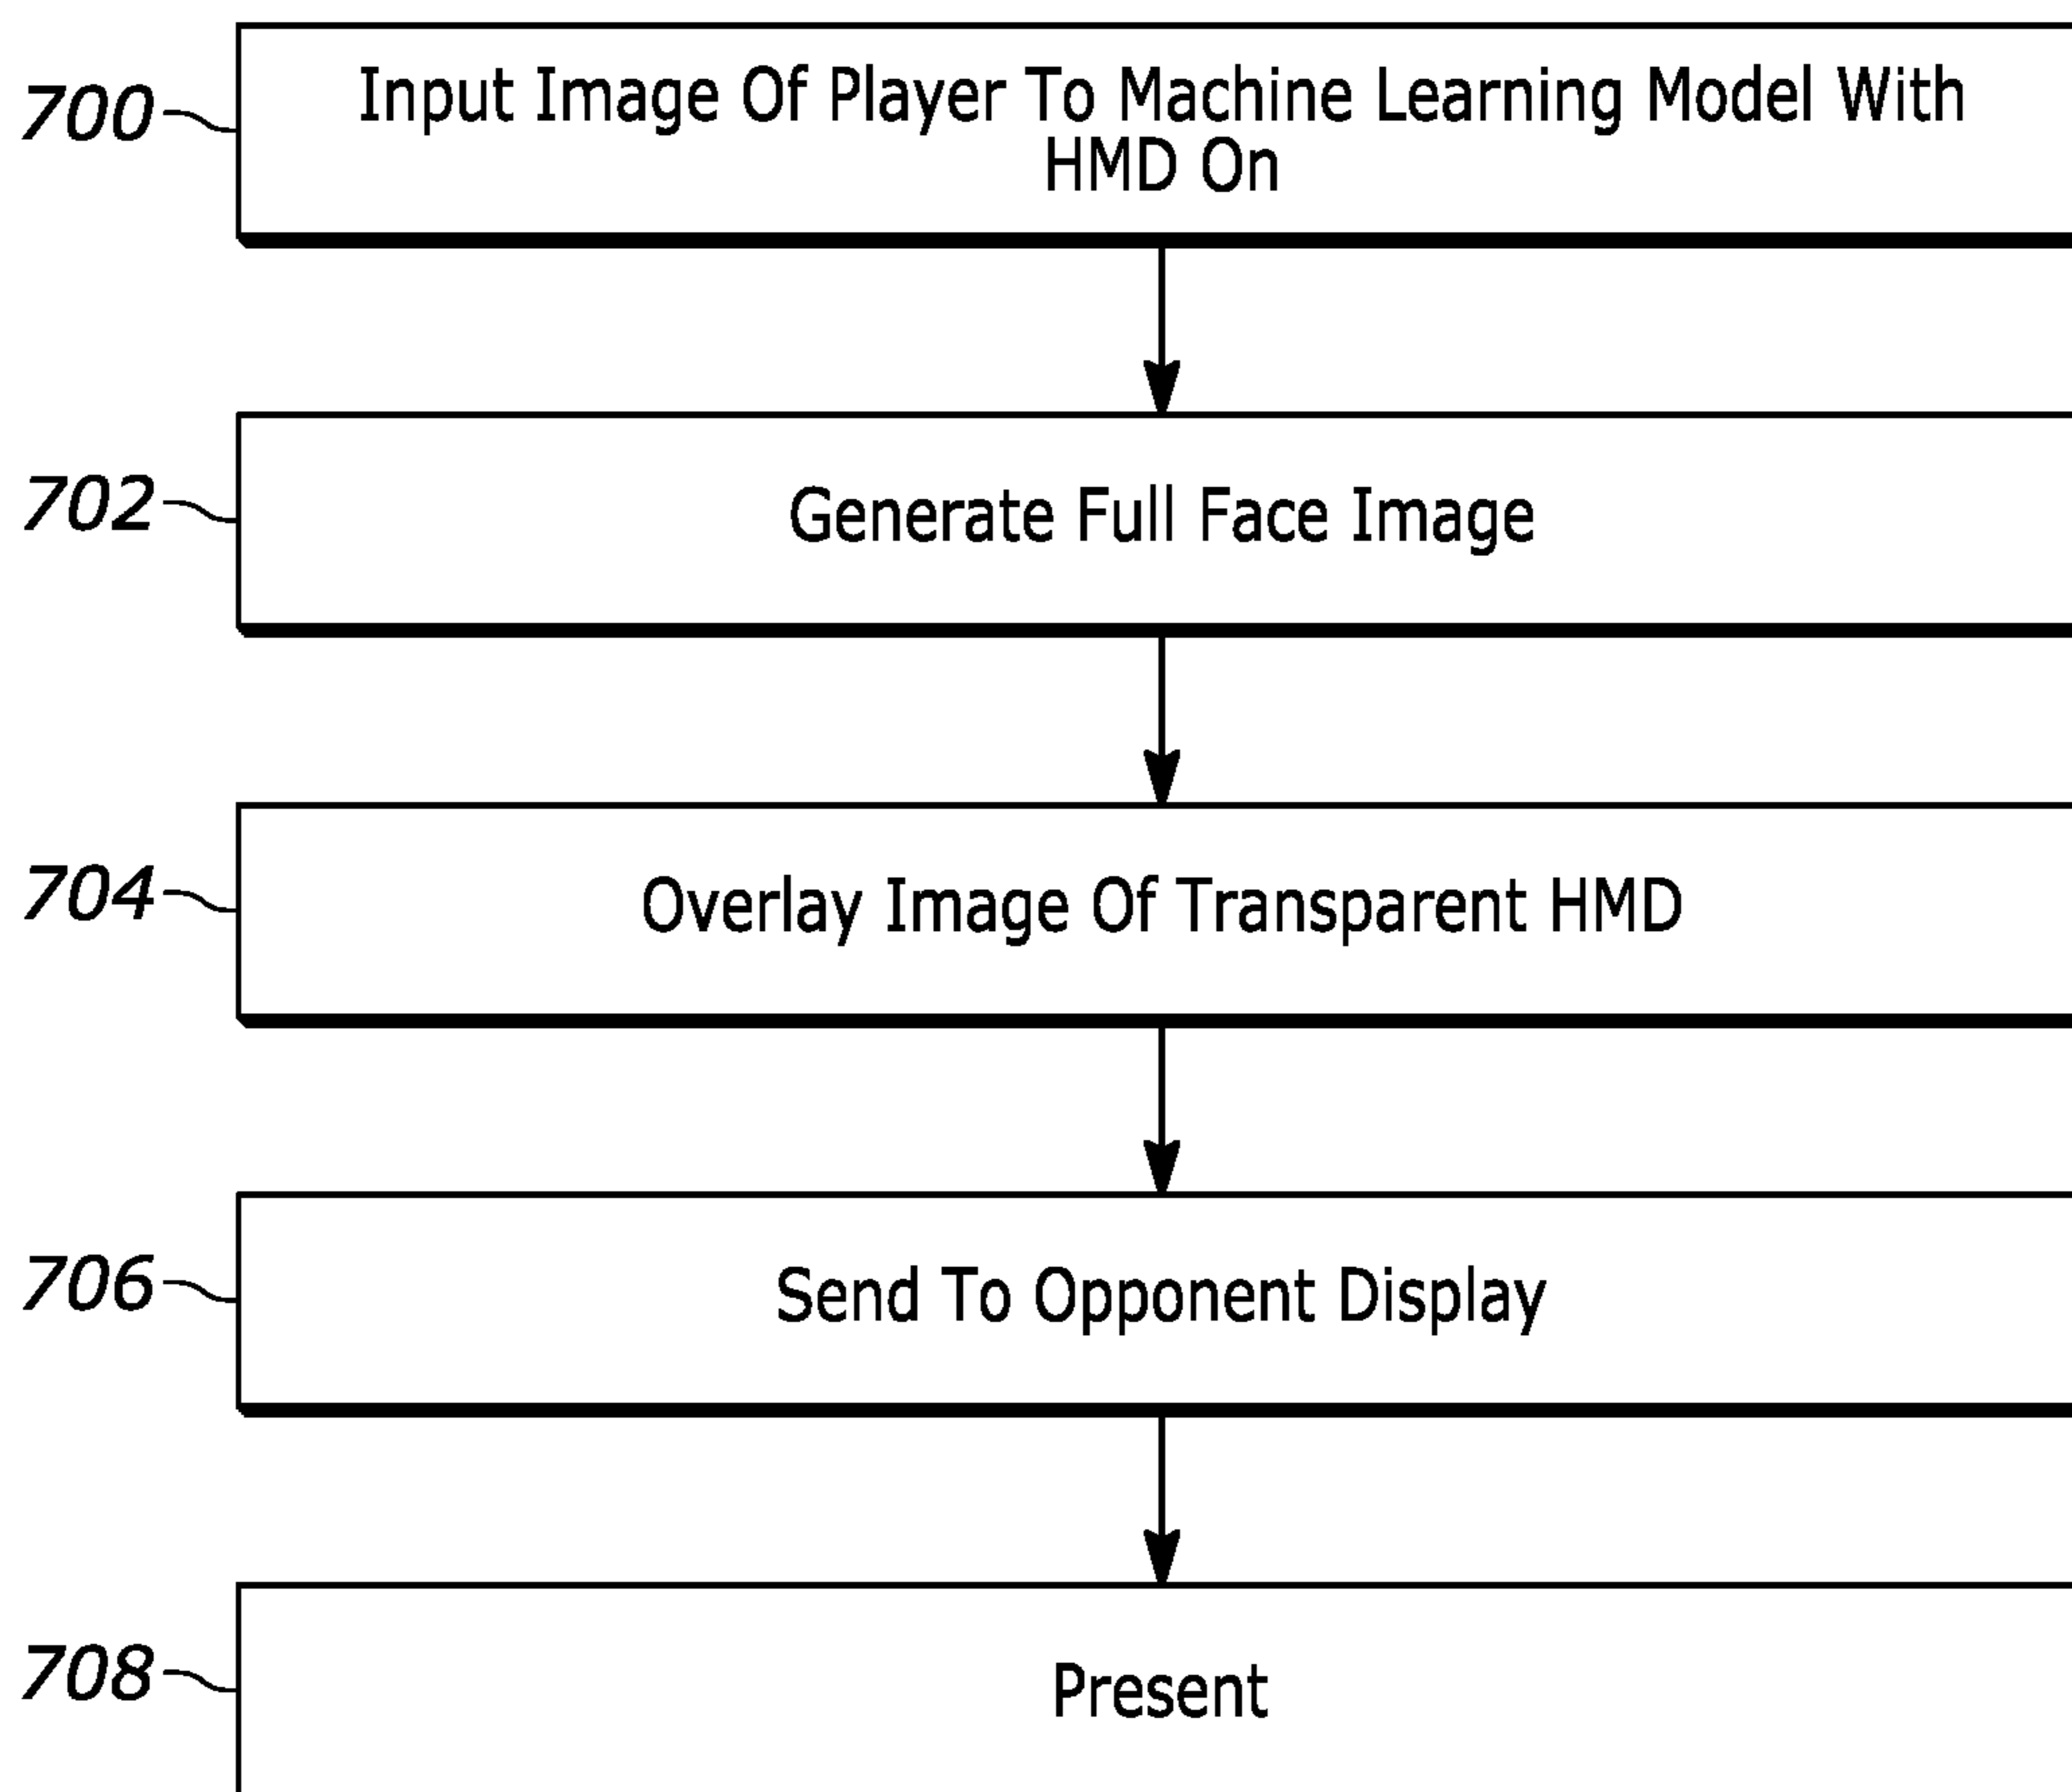 700
Input Image Of Player To Machine Learning Model With
HMD On
702
Generate Full Face Image
704
Overlay Image Of Transparent HMD
706
Send To Opponent Display
708
Present